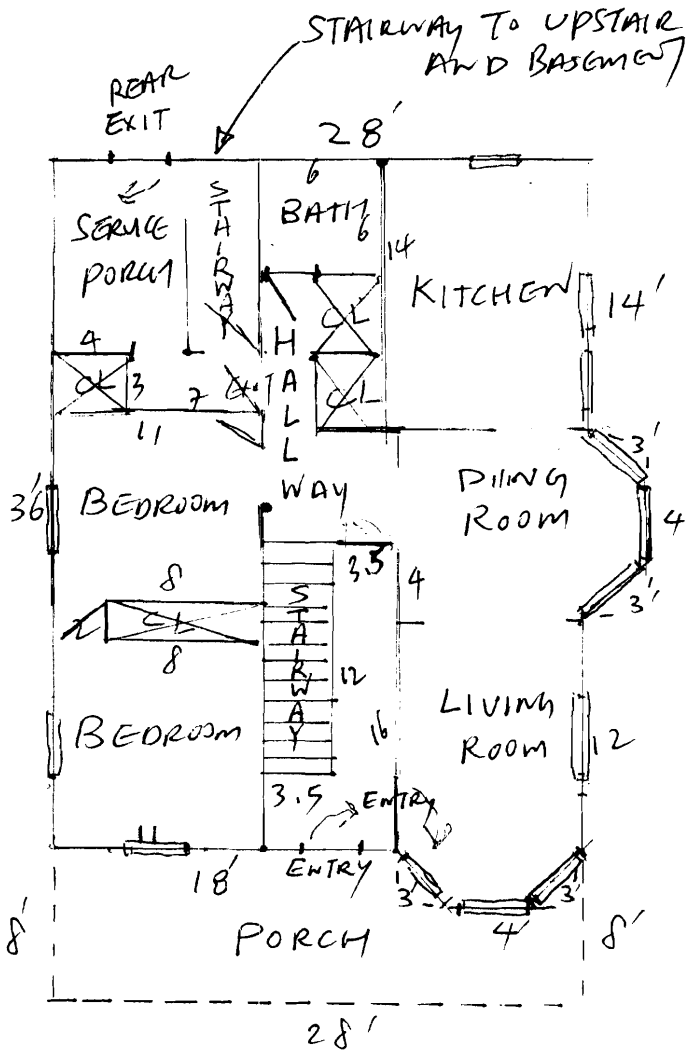 STAIRWAY TO UPSTAIR
AND BASEMENT
REAR
EXIT
28'
6
2'
SERVICE
PORCH
STAIRWAY
BATH
6
14
KITCHEN
14'
CL
4
CL
3
7
CL
11
HALL
WAY
3'
36'
BEDROOM
DIING
ROOM
4
3.5
8
4
3'
2
CL
8
STAIRWAY
12
LIVING
ROOM
12
BEDROOM
16
3.5
ENTRY
18'
ENTRY
3'
3'
4'
8'
PORCH
8'
28'